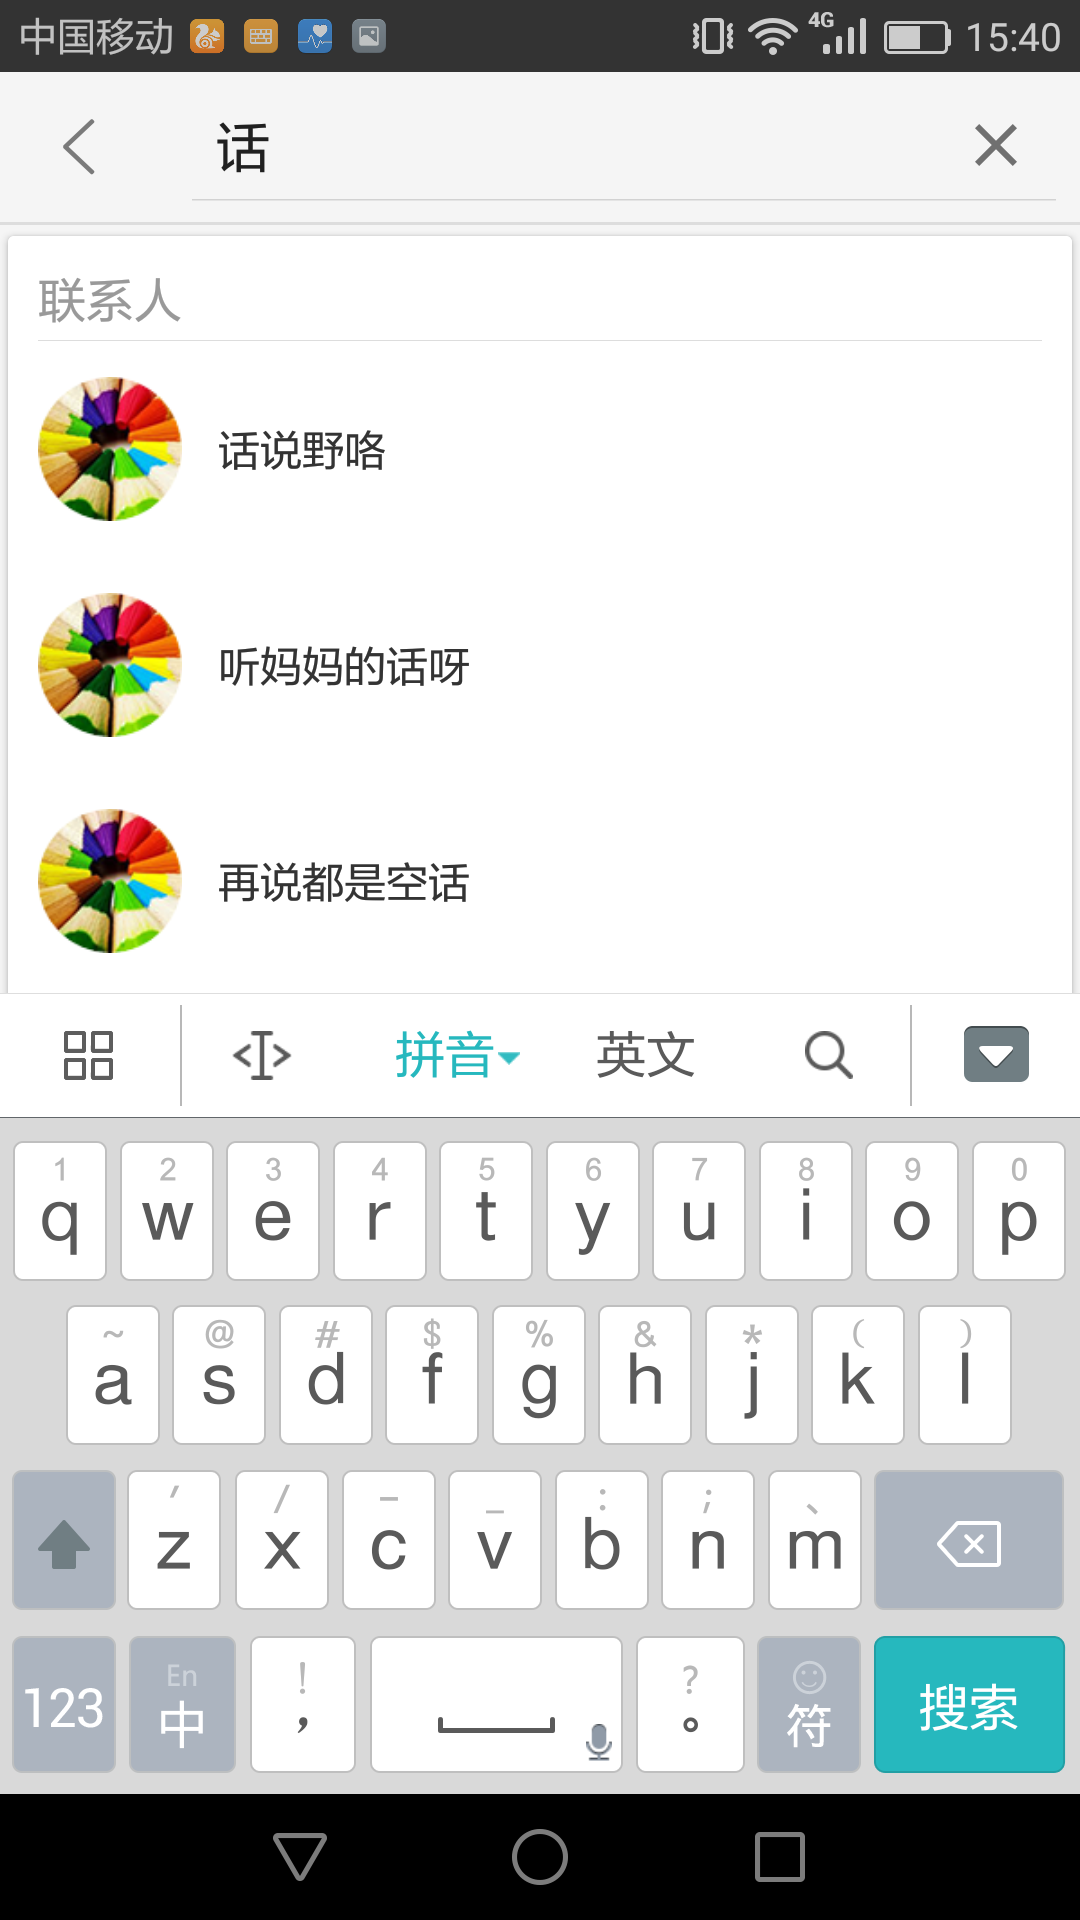 中国移动 4G 15:40
话
联系人
话说野咯
听妈妈的话呀
再说都是空话
拼音 英文
1 2 3 4 5 6 7 8 9 0
q w e r t y u i o p
~ @ # $ % & * ( )
a s d f g h j k l
' / - _ : ; 、
z x c v b n m
En ! ?
123 中 , 。 符 搜索